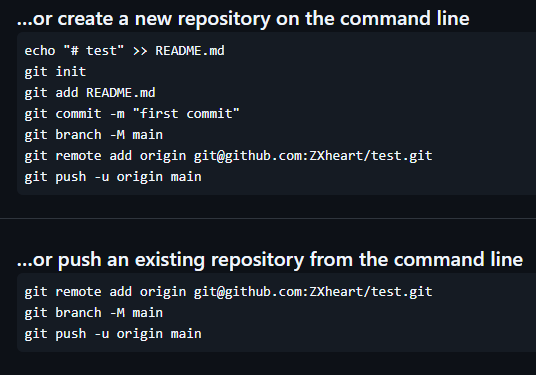 ...or create a new repository on the command line
echo "# test" >> README.md
git init
git add README.md
git commit -m "first commit"
git branch -M main
git remote add origin git@github.com:ZXheart/test.git
git push -u origin main
...or push an existing repository from the command line
git remote add origin git@github.com:ZXheart/test.git
git branch -M main
git push -u origin main